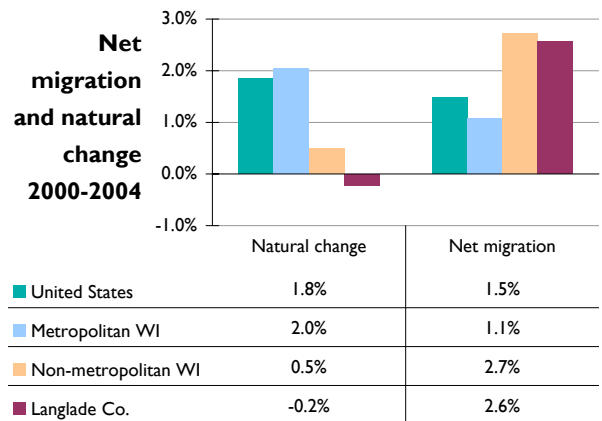 Net
migration
and natural
change
2000-2004
3.0%
2.0%
1.0%
0.0%
-1.0%
Natural change Net migration
United States 1.8% 1.5%
Metropolitan WI 2.0% 1.1%
Non-metropolitan WI 0.5% 2.7%
Langlade Co. -0.2% 2.6%